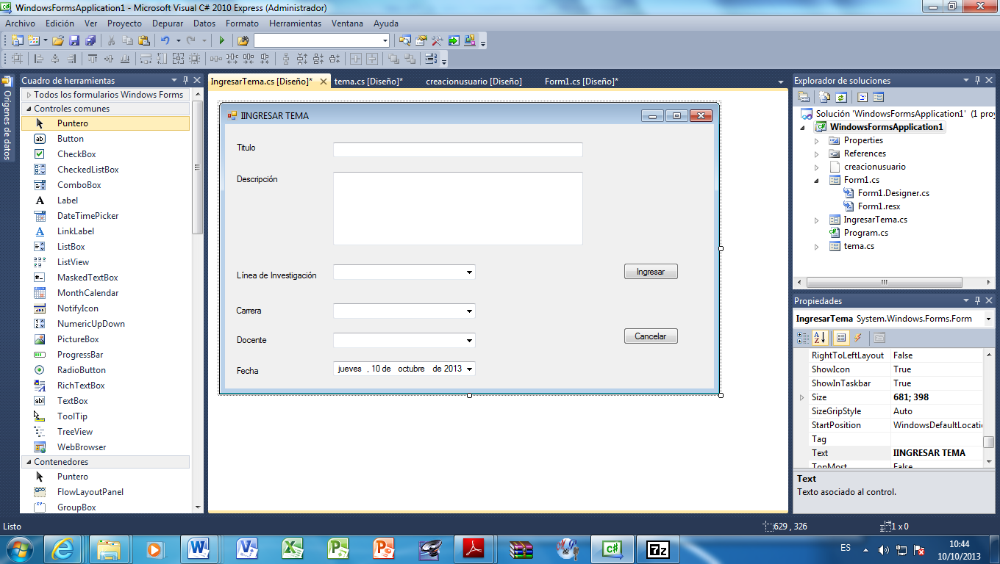 WindowsFormsApplication1 - Microsoft Visual C# 2010 Express (Administrador)
Archivo Edición Ver Proyecto Depurar Datos Formato Herramientas Ventana Ayuda
Orígenes de datos
Cuadro de herramientas
Todos los formularios Windows Forms
Controles comunes
Puntero
Button
CheckBox
CheckedListBox
ComboBox
Label
DateTimePicker
LinkLabel
ListBox
ListView
MaskedTextBox
MonthCalendar
NotifyIcon
NumericUpDown
PictureBox
ProgressBar
RadioButton
RichTextBox
TextBox
ToolTip
TreeView
WebBrowser
Contenedores
Puntero
FlowLayoutPanel
GroupBox
IngresarTema.cs [Diseño]* tema.cs [Diseño]* creacionusuario [Diseño] Form1.cs [Diseño]*
IINGRESAR TEMA
Titulo
Descripción
Línea de Investigación
Ingresar
Carrera
Docente
Cancelar
Fecha jueves , 10 de octubre de 2013
Explorador de soluciones
Solución 'WindowsFormsApplication1' (1 proy
WindowsFormsApplication1
Properties
References
creacionusuario
Form1.cs
Form1.Designer.cs
Form1.resx
IngresarTema.cs
Program.cs
tema.cs
Propiedades
IngresarTema System.Windows.Forms.Form
RightToLeftLayout False
ShowIcon True
ShowInTaskbar True
Size 681; 398
SizeGripStyle Auto
StartPosition WindowsDefaultLocati
Tag
Text IINGRESAR TEMA
TopMost False
Text
Texto asociado al control.
Listo 629 , 326 1 x 0
ES 10:44
10/10/2013